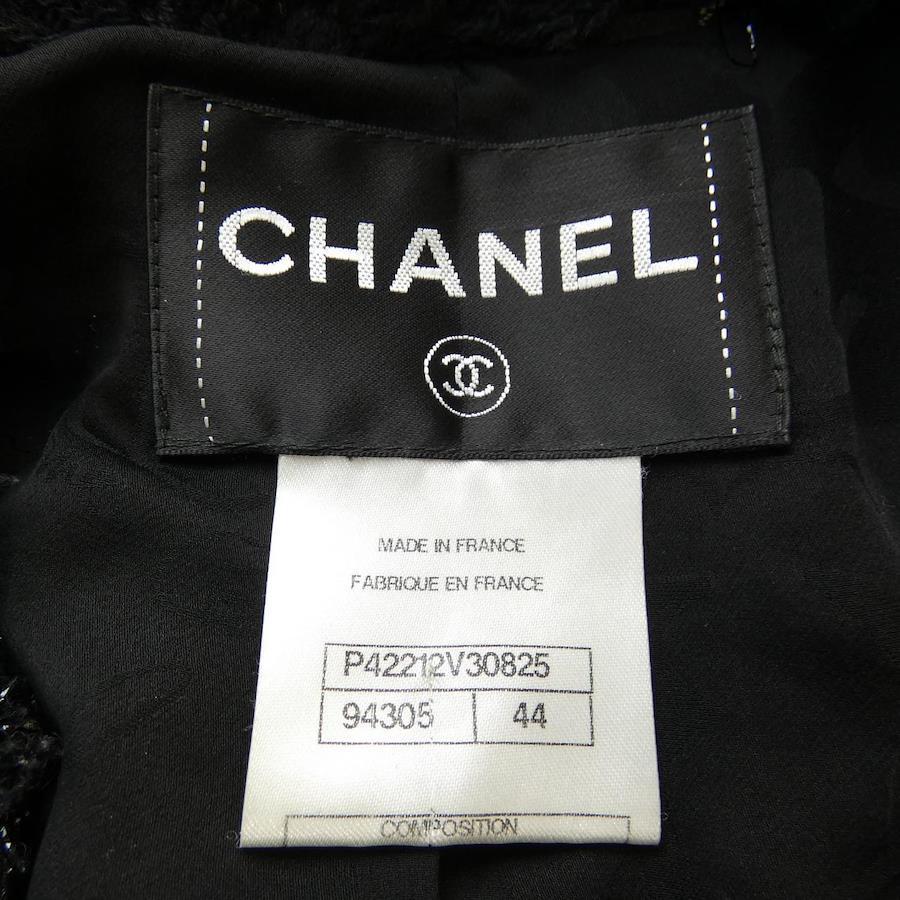 CHANEL
MADE IN FRANCE
FABRIQUE EN FRANCE
P42212V30825
94305 44
COMPOSITION